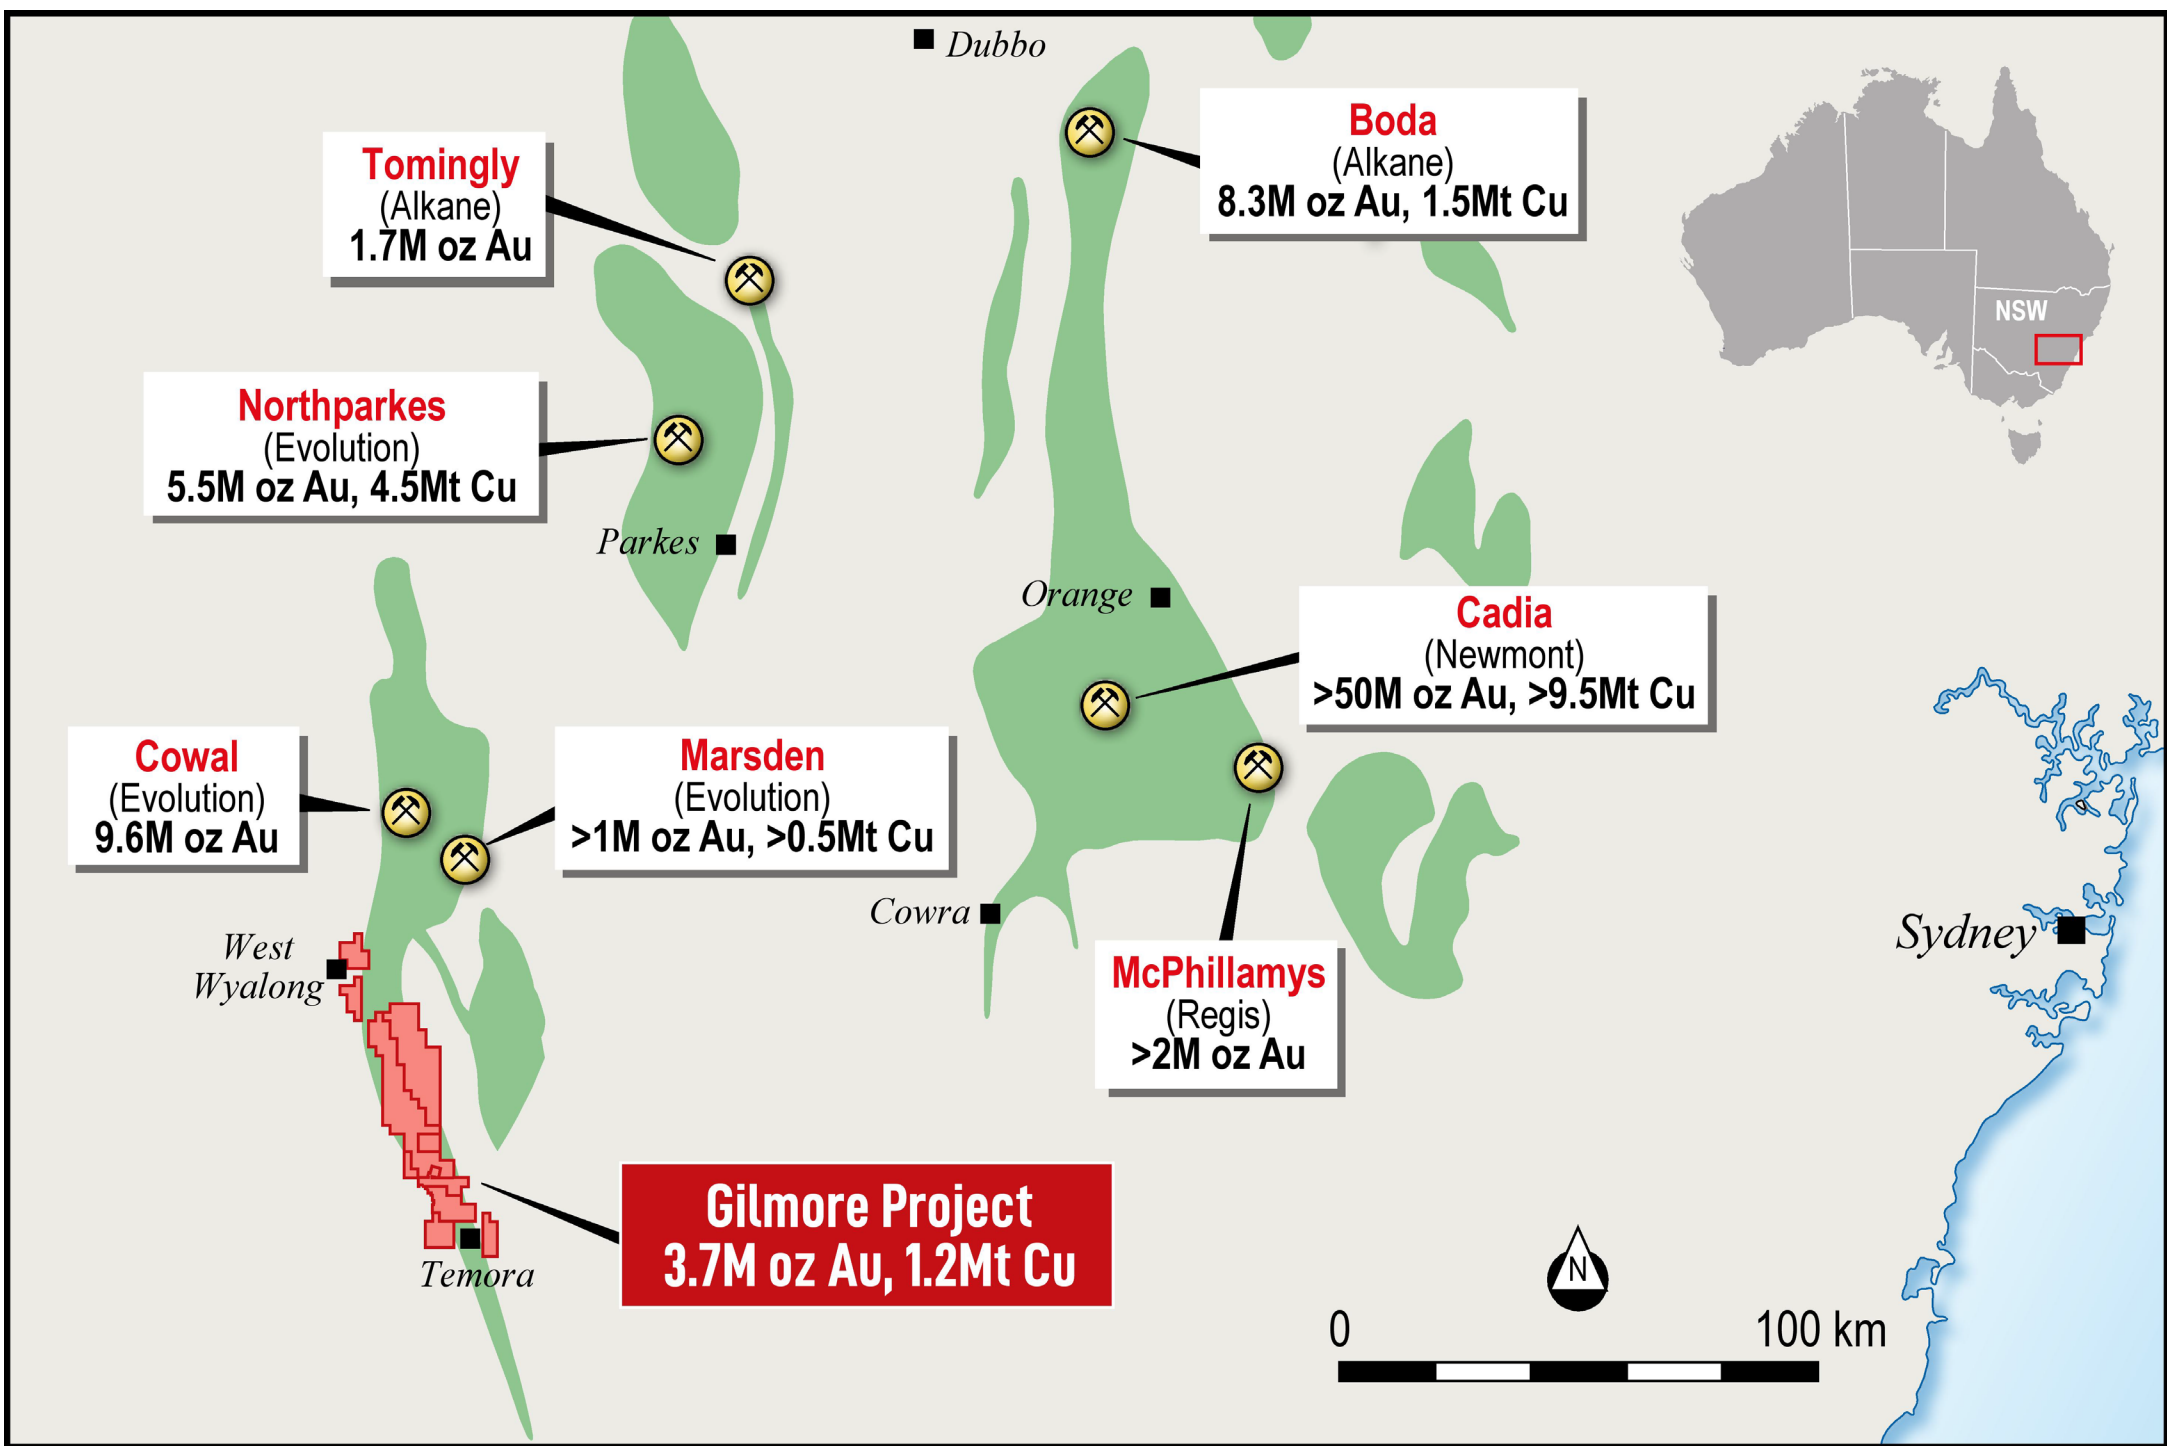 Dubbo
Boda
(Alkane)
8.3M oz Au, 1.5Mt Cu
Tomingly
(Alkane)
1.7M oz Au
NSW
Northparkes
(Evolution)
5.5M oz Au, 4.5Mt Cu
Parkes
Orange
Cadia
(Newmont)
>50M oz Au, >9.5Mt Cu
Cowal
(Evolution)
9.6M oz Au
Marsden
(Evolution)
>1M oz Au, >0.5Mt Cu
Cowra
West
Wyalong
McPhillamys
(Regis)
>2M oz Au
Sydney
Gilmore Project
3.7M oz Au, 1.2Mt Cu
Temora
N
0
100 km